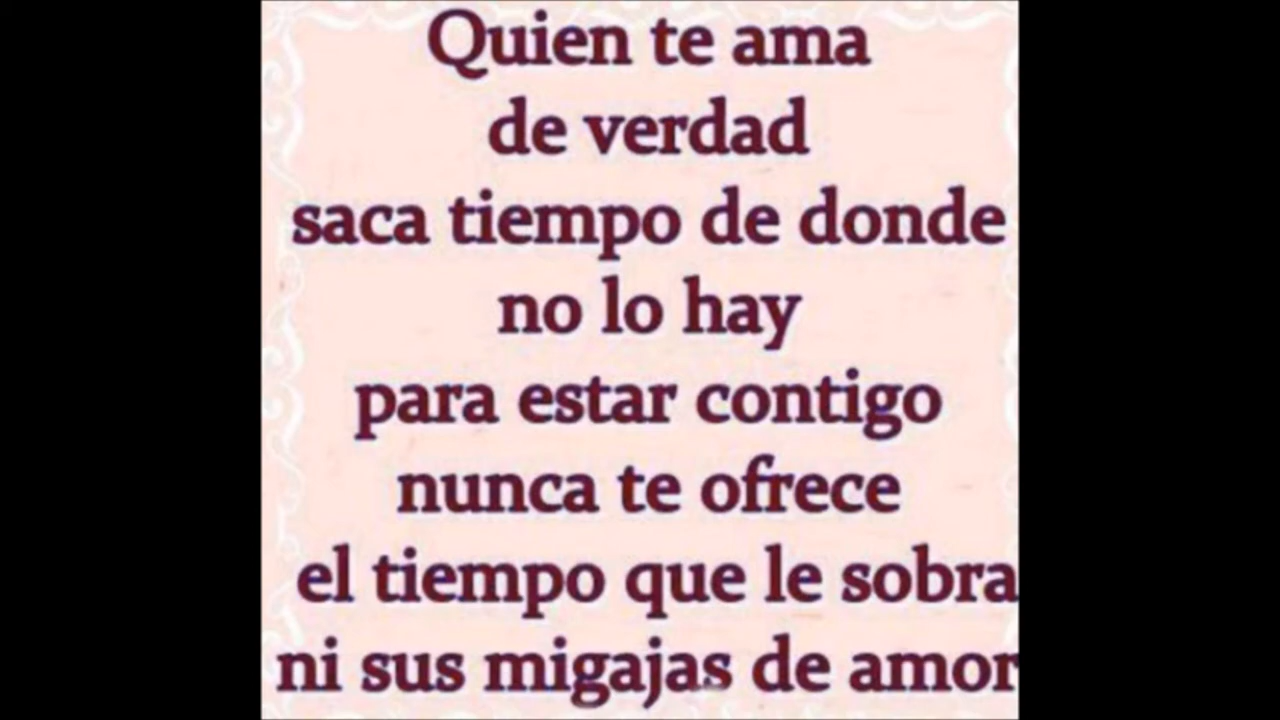 Quien te ama
de verdad
saca tiempo de donde
no lo hay
para estar contigo
nunca te ofrece
el tiempo que le sobra
ni sus migajas de amor